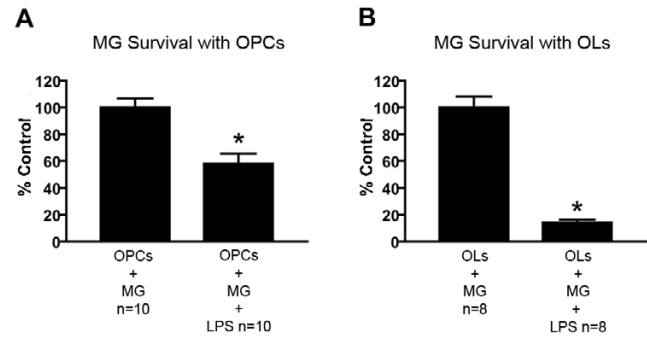 A
MG Survival with OPCs
% Control
120
100
80
60
40
20
0
*
OPCs
+
MG
n=10
OPCs
+
MG
+
LPS n=10
B
MG Survival with OLs
% Control
120
100
80
60
40
20
0
*
OLs
+
MG
n=8
OLs
+
MG
+
LPS n=8